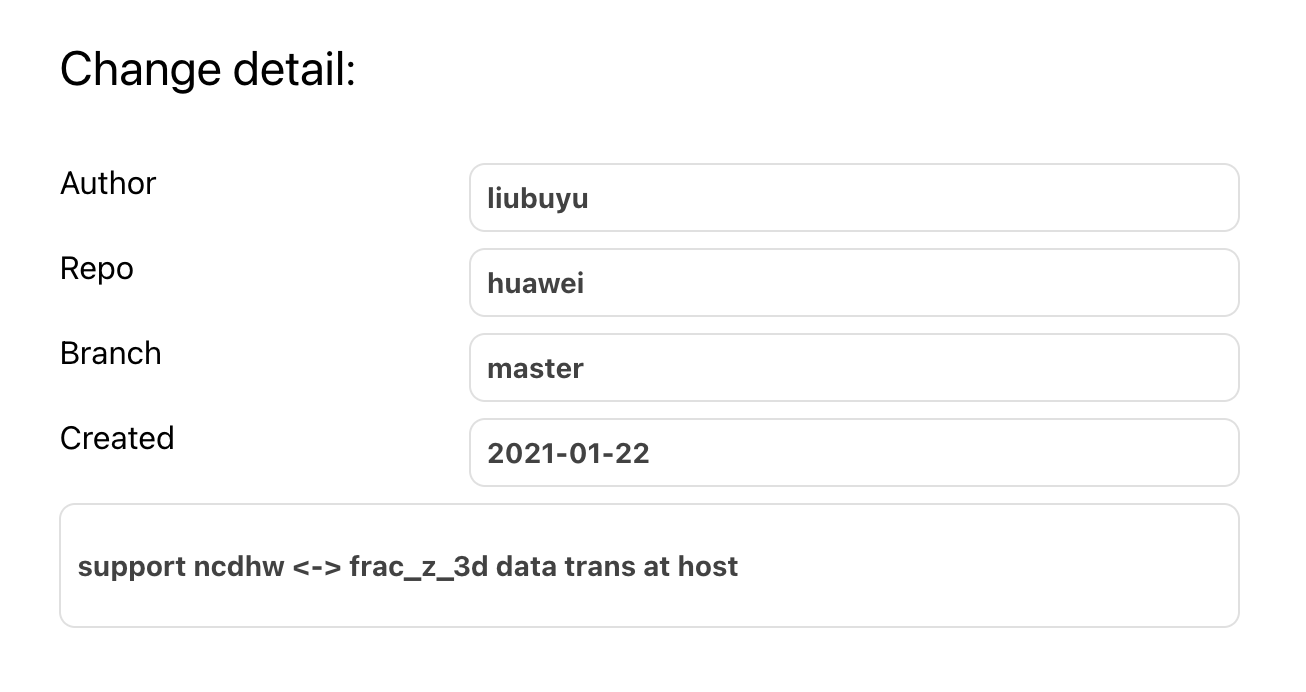 Change detail:
Author
liubuyu
Repo
huawei
Branch
master
Created
2021-01-22
support ncdhw <-> frac_z_3d data trans at host